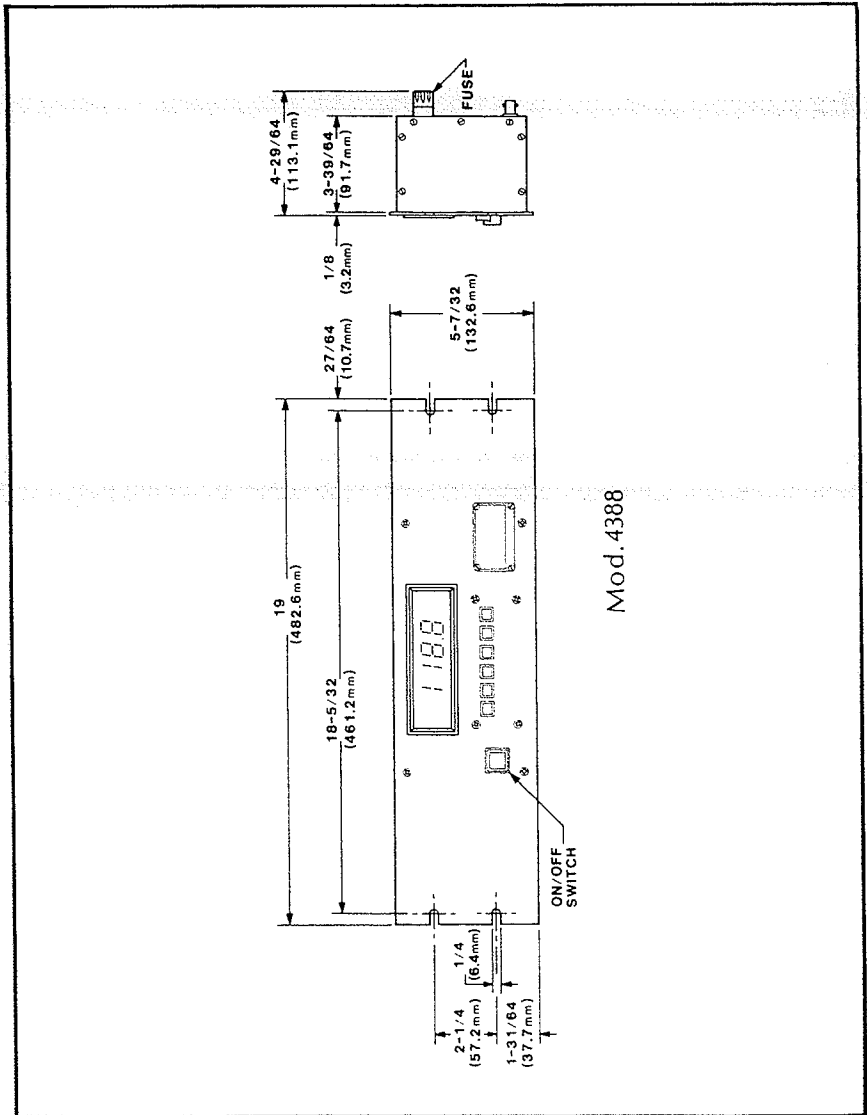 19
(482.6mm)
18-5/32
(461.2mm)
27/64
(10.7mm)
1/8
(3.2mm)
4-29/64
(113.1mm)
3-39/64
(91.7mm)
FUSE
2-1/4
(57.2mm)
1/4
(6.4mm)
1-31/64
(37.7mm)
118.8
5-7/32
(132.6mm)
ON/OFF
SWITCH
Mod. 4388